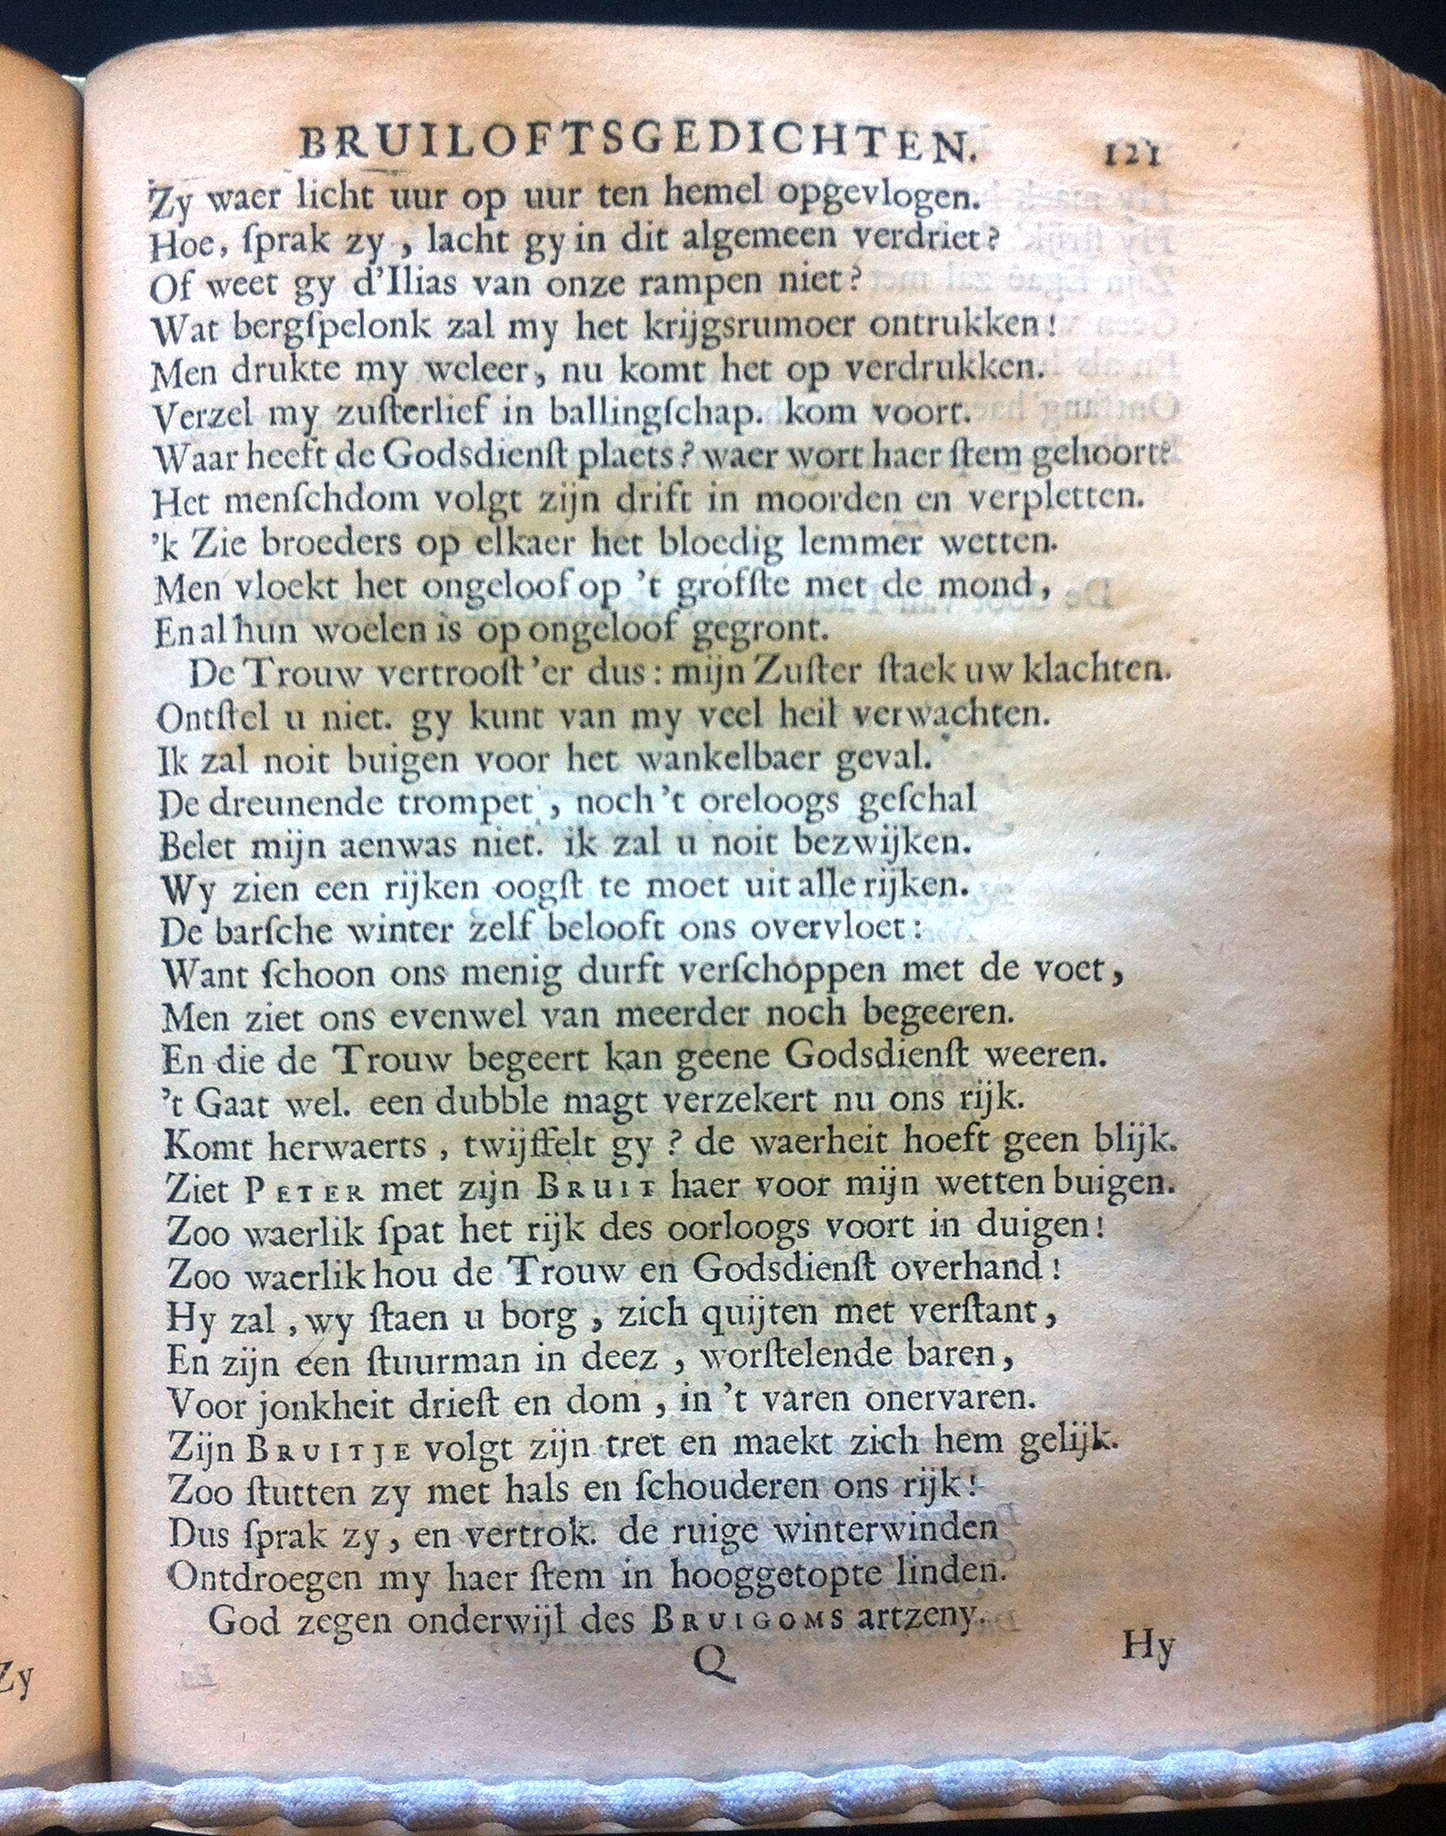 BRUILOFTSGEDICHTEN. 121
Zy waer licht uur op uur ten hemel opgevlogen.
Hoe, ſprak zy, lacht gy in dit algemeen verdriet?
Of weet gy d'Ilias van onze rampen niet?
Wat bergſpelonk zal my het krijgsrumoer ontrukken!
Men drukte my weleer, nu komt het op verdrukken.
Verzel my zuſterlief in ballingſchap. kom voort.
Waar heeft de Godsdienſt plaets? waer wort haer ſtem gehoort?
Het menſchdom volgt zijn drift in moorden en verpletten.
'k Zie broeders op elkaer het bloedig lemmer wetten.
Men vloekt het ongeloof op 't grofſte met de mond,
En al hun woelen is op ongeloof gegront.
De Trouw vertrooſt 'er dus: mijn Zuſter ſtaek uw klachten.
Ontſtel u niet. gy kunt van my veel heil verwachten.
Ik zal noit buigen voor het wankelbaer geval.
De dreunende trompet, noch 't oreloogs geſchal
Belet mijn aenwas niet. ik zal u noit bezwijken.
Wy zien een rijken oogſt te moet uit alle rijken.
De barſche winter zelf belooft ons overvloet:
Want ſchoon ons menig durft verſchoppen met de voet,
Men ziet ons evenwel van meerder noch begeeren.
En die de Trouw begeert kan geene Godsdienſt weeren.
't Gaat wel. een dubble magt verzekert nu ons rijk.
Komt herwaerts, twijffelt gy? de waerheit hoeft geen blijk.
Ziet PETER met zijn BRUIT haer voor mijn wetten buigen.
Zoo waerlik ſpat het rijk des oorloogs voort in duigen!
Zoo waerlik hou de Trouw en Godsdienſt overhand!
Hy zal, wy ſtaen u borg, zich quijten met verſtant,
En zijn een ſtuurman in deez, worſtelende baren,
Voor jonkheit drieſt en dom, in 't varen onervaren.
Zijn BRUITJE volgt zijn tret en maekt zich hem gelijk.
Zoo ſtutten zy met hals en ſchouderen ons rijk!
Dus ſprak zy, en vertrok. de ruige winterwinden
Ontdroegen my haer ſtem in hooggetopte linden.
God zegen onderwijl des BRUIGOMS artzeny.
Q Hy
Zy